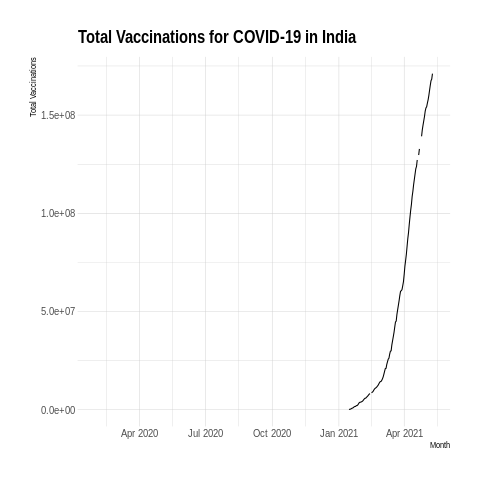 Total Vaccinations for COVID-19 in India
Total Vaccinations
1.5e+08
1.0e+08
5.0e+07
0.0e+00
Apr 2020 Jul 2020 Oct 2020 Jan 2021 Apr 2021
Month